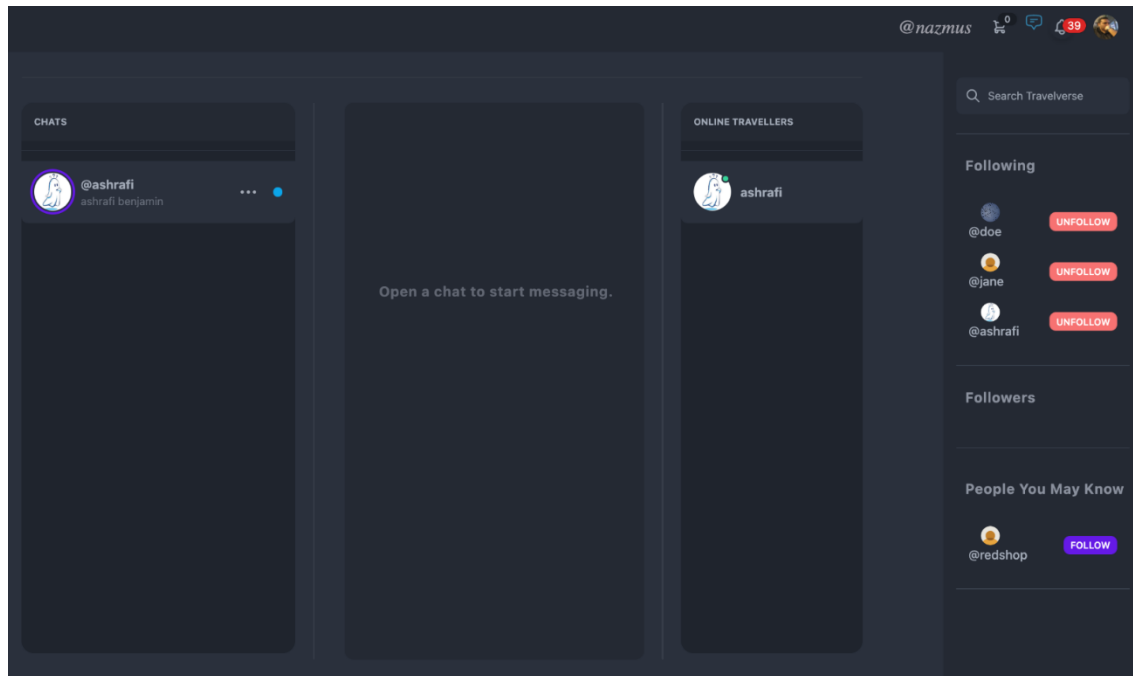 @nazmus 0 39
CHATS
@ashrafi
ashrafi benjamin
Open a chat to start messaging.
ONLINE TRAVELLERS
ashrafi
Search Travelverse
Following
@doe UNFOLLOW
@jane UNFOLLOW
@ashrafi UNFOLLOW
Followers
People You May Know
@redshop FOLLOW